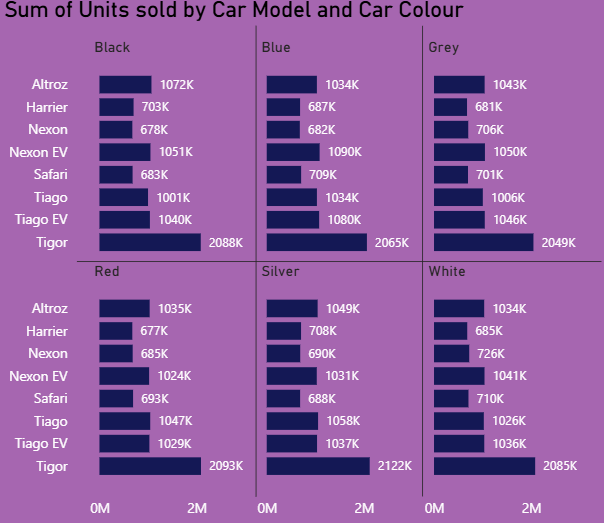 Sum of Units sold by Car Model and Car Colour
Black Blue Grey
Altroz 1072K 1034K 1043K
Harrier 703K 687K 681K
Nexon 678K 682K 706K
Nexon EV 1051K 1090K 1050K
Safari 683K 709K 701K
Tiago 1001K 1034K 1006K
Tiago EV 1040K 1080K 1046K
Tigor 2088K 2065K 2049K
Red Silver White
Altroz 1035K 1049K 1034K
Harrier 677K 708K 685K
Nexon 685K 690K 726K
Nexon EV 1024K 1031K 1041K
Safari 693K 688K 710K
Tiago 1047K 1058K 1026K
Tiago EV 1029K 1037K 1036K
Tigor 2093K 2122K 2085K
0M 2M 0M 2M 0M 2M